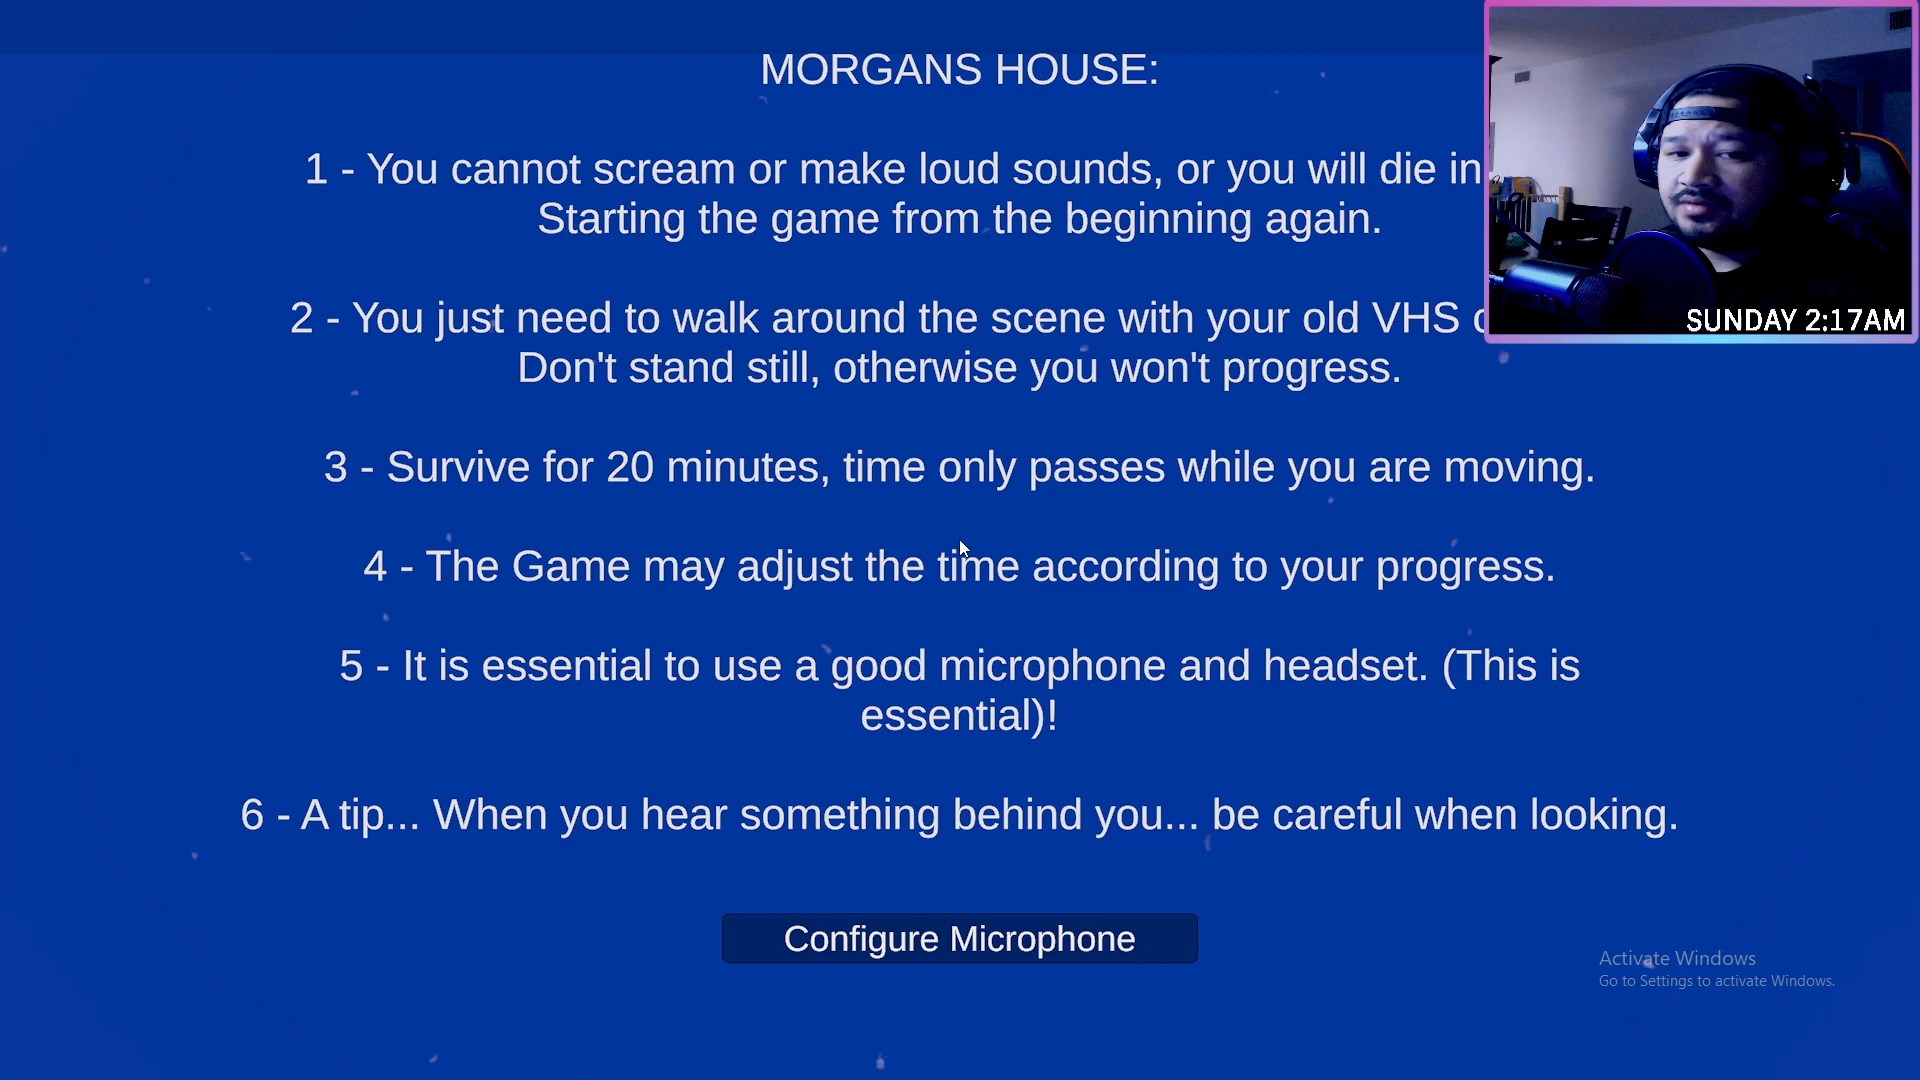 MORGANS HOUSE:
1 - You cannot scream or make loud sounds, or you will die in
Starting the game from the beginning again.
2 - You just need to walk around the scene with your old VHS
Don't stand still, otherwise you won't progress.
3 - Survive for 20 minutes, time only passes while you are moving.
4 - The Game may adjust the time according to your progress.
5 - It is essential to use a good microphone and headset. (This is
essential)!
6 - A tip... When you hear something behind you... be careful when looking.
Configure Microphone
SUNDAY 2:17AM
Activate Windows
Go to Settings to activate Windows.